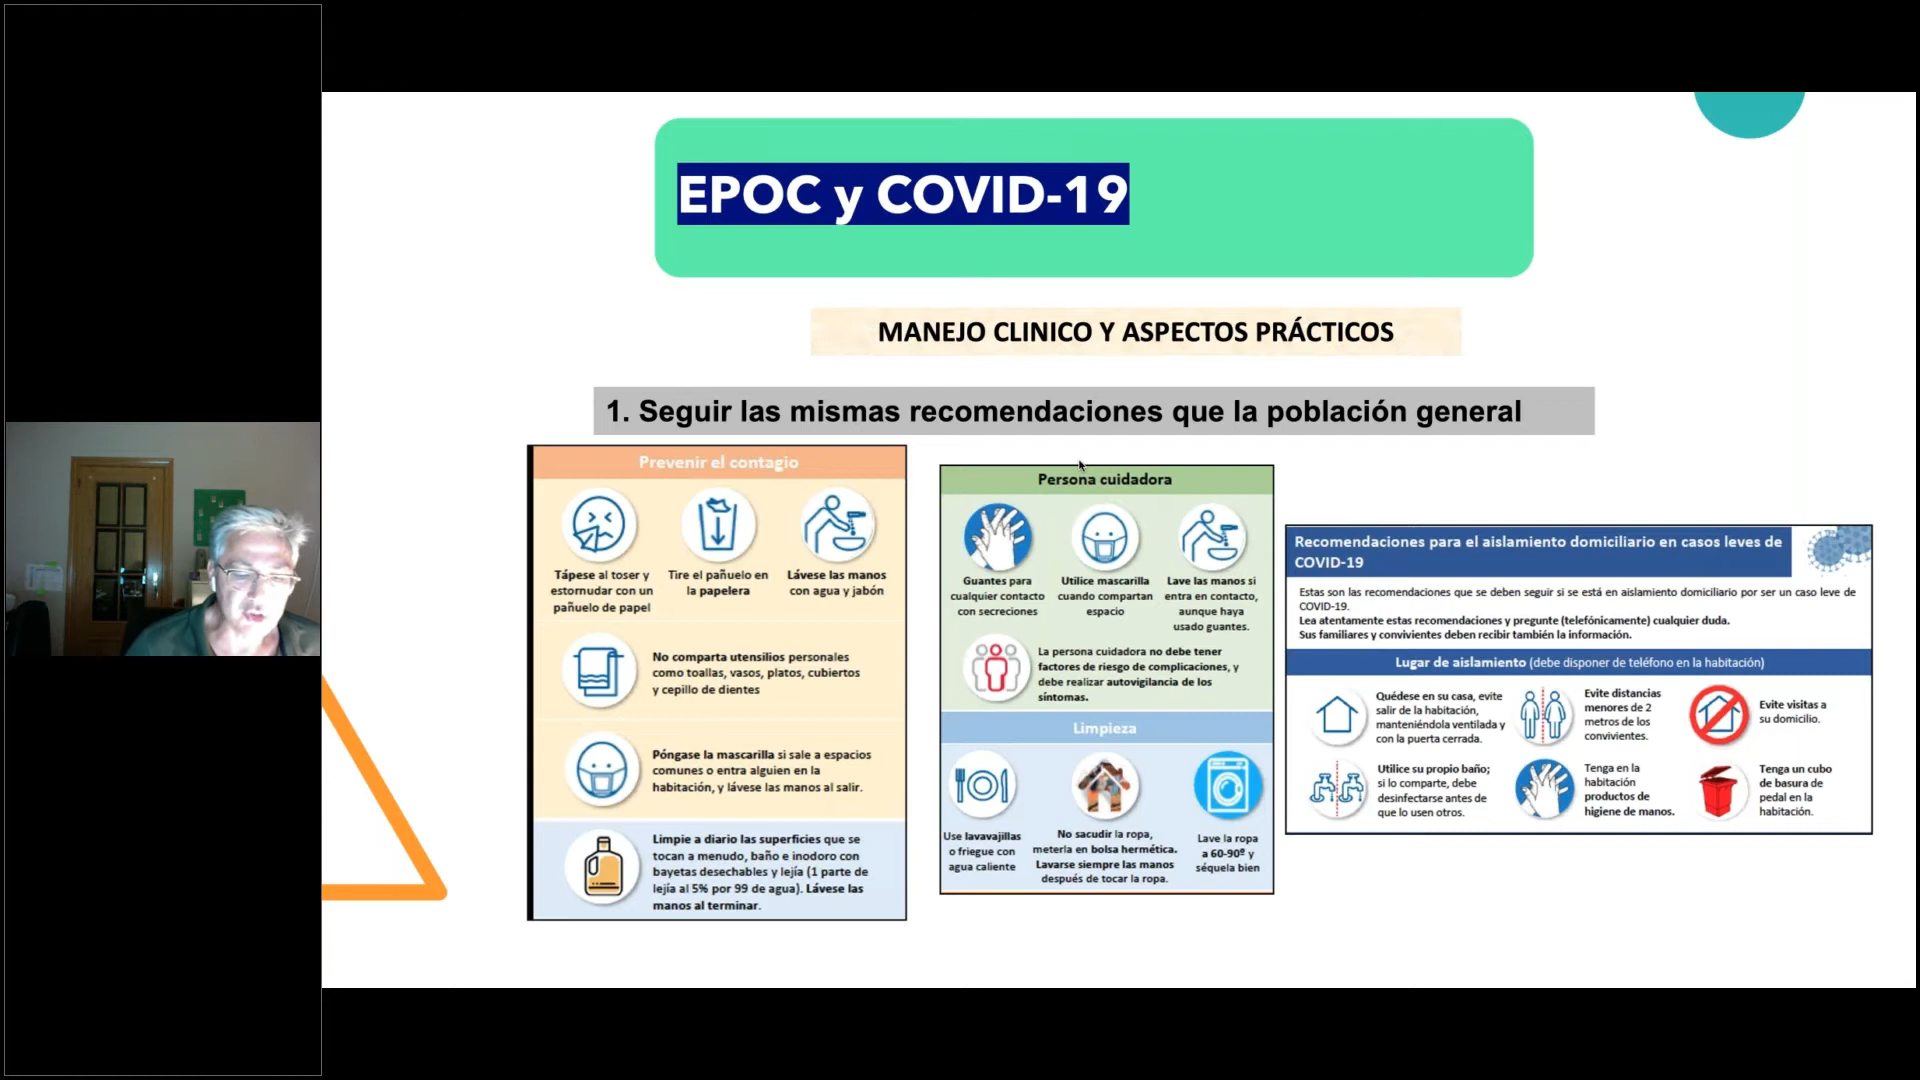 EPOC y COVID-19
MANEJO CLINICO Y ASPECTOS PRÁCTICOS
1. Seguir las mismas recomendaciones que la población general
Prevenir el contagio
Tápese al toser y
estornudar con un
pañuelo de papel
Tire el pañuelo en
la papelera
Lávese las manos
con agua y jabón
No comparta utensilios personales
como toallas, vasos, platos, cubiertos
y cepillo de dientes
Póngase la mascarilla si sale a espacios
comunes o entra alguien en la
habitación, y lávese las manos al salir.
Limpie a diario las superficies que se
tocan a menudo, baño e inodoro con
bayetas desechables y lejía (1 parte de
lejía al 5% por 99 de agua). Lávese las
manos al terminar.
Persona cuidadora
Guantes para
cualquier contacto
con secreciones
Utilice mascarilla
cuando compartan
espacio
Lave las manos si
entra en contacto,
aunque haya
usado guantes.
La persona cuidadora no debe tener
factores de riesgo de complicaciones, y
debe realizar autovigilancia de los
síntomas.
Limpieza
Use lavavajillas
o friegue con
agua caliente
No sacudir la ropa,
meterla en bolsa hermética.
Lavarse siempre las manos
después de tocar la ropa.
Lave la ropa
a 60-90º y
séquela bien
Recomendaciones para el aislamiento domiciliario en casos leves de
COVID-19
Estas son las recomendaciones que se deben seguir si se está en aislamiento domiciliario por ser un caso leve de
COVID-19.
Lea atentamente estas recomendaciones y pregunte (telefónicamente) cualquier duda.
Sus familiares y convivientes deben recibir también la información.
Lugar de aislamiento (debe disponer de teléfono en la habitación)
Quédese en su casa, evite
salir de la habitación,
manteniéndola ventilada y
con la puerta cerrada.
Evite distancias
menores de 2
metros de los
convivientes.
Evite visitas a
su domicilio.
Utilice su propio baño;
si lo comparte, debe
desinfectarse antes de
que lo usen otros.
Tenga en la
habitación
productos de
higiene de manos.
Tenga un cubo
de basura de
pedal en la
habitación.